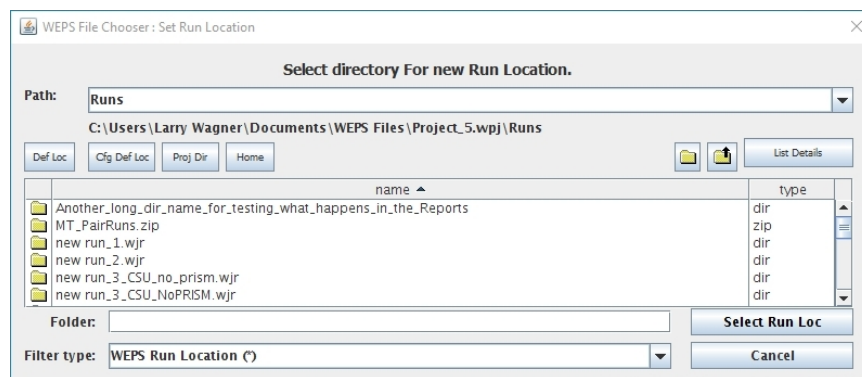 WEPS File Chooser : Set Run Location
Select directory For new Run Location.
Path: Runs
C:\Users\Larry Wagner\Documents\WEPS Files\Project_5.wpj\Runs
Def Loc Cfg Def Loc Proj Dir Home List Details
name type
Another_long_dir_name_for_testing_what_happens_in_the_Reports dir
MT_PairRuns.zip zip
new run_1.wjr dir
new run_2.wjr dir
new run_3_CSU_no_prism.wjr dir
new run_3_CSU_NoPRISM.wjr dir
Folder: Select Run Loc
Filter type: WEPS Run Location (*) Cancel